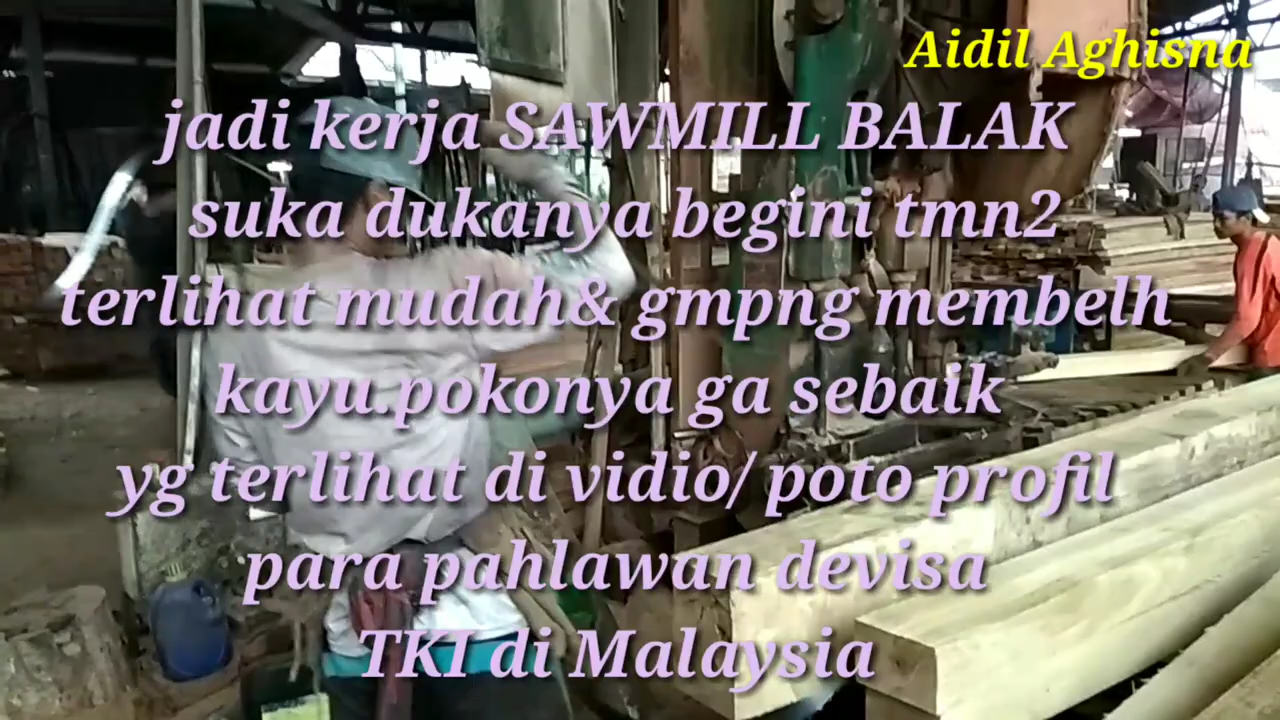 Aidil Aghisna
jadi kerja SAWMILL BALAK
suka dukanya begini tmn2
terlihat mudah& gmpng membelh
kayu.pokonya ga sebaik
yg terlihat di vidio/ poto profil
para pahlawan devisa
TKI di Malaysia